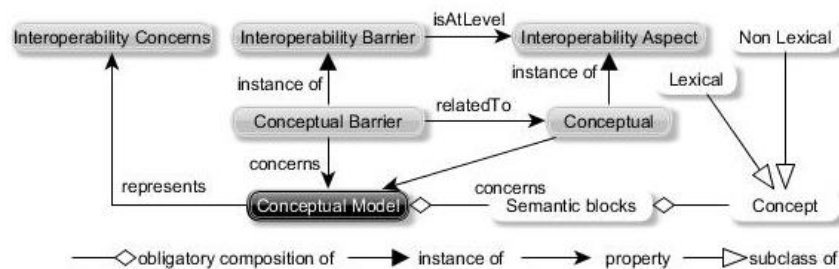 Interoperability Concerns
Interoperability Barrier
isAtLevel
Interoperability Aspect
Non Lexical
instance of
instance of
Lexical
Conceptual Barrier
relatedTo
Conceptual
concerns
represents
Conceptual Model
concerns
Semantic blocks
Concept
obligatory composition of
instance of
property
subclass of